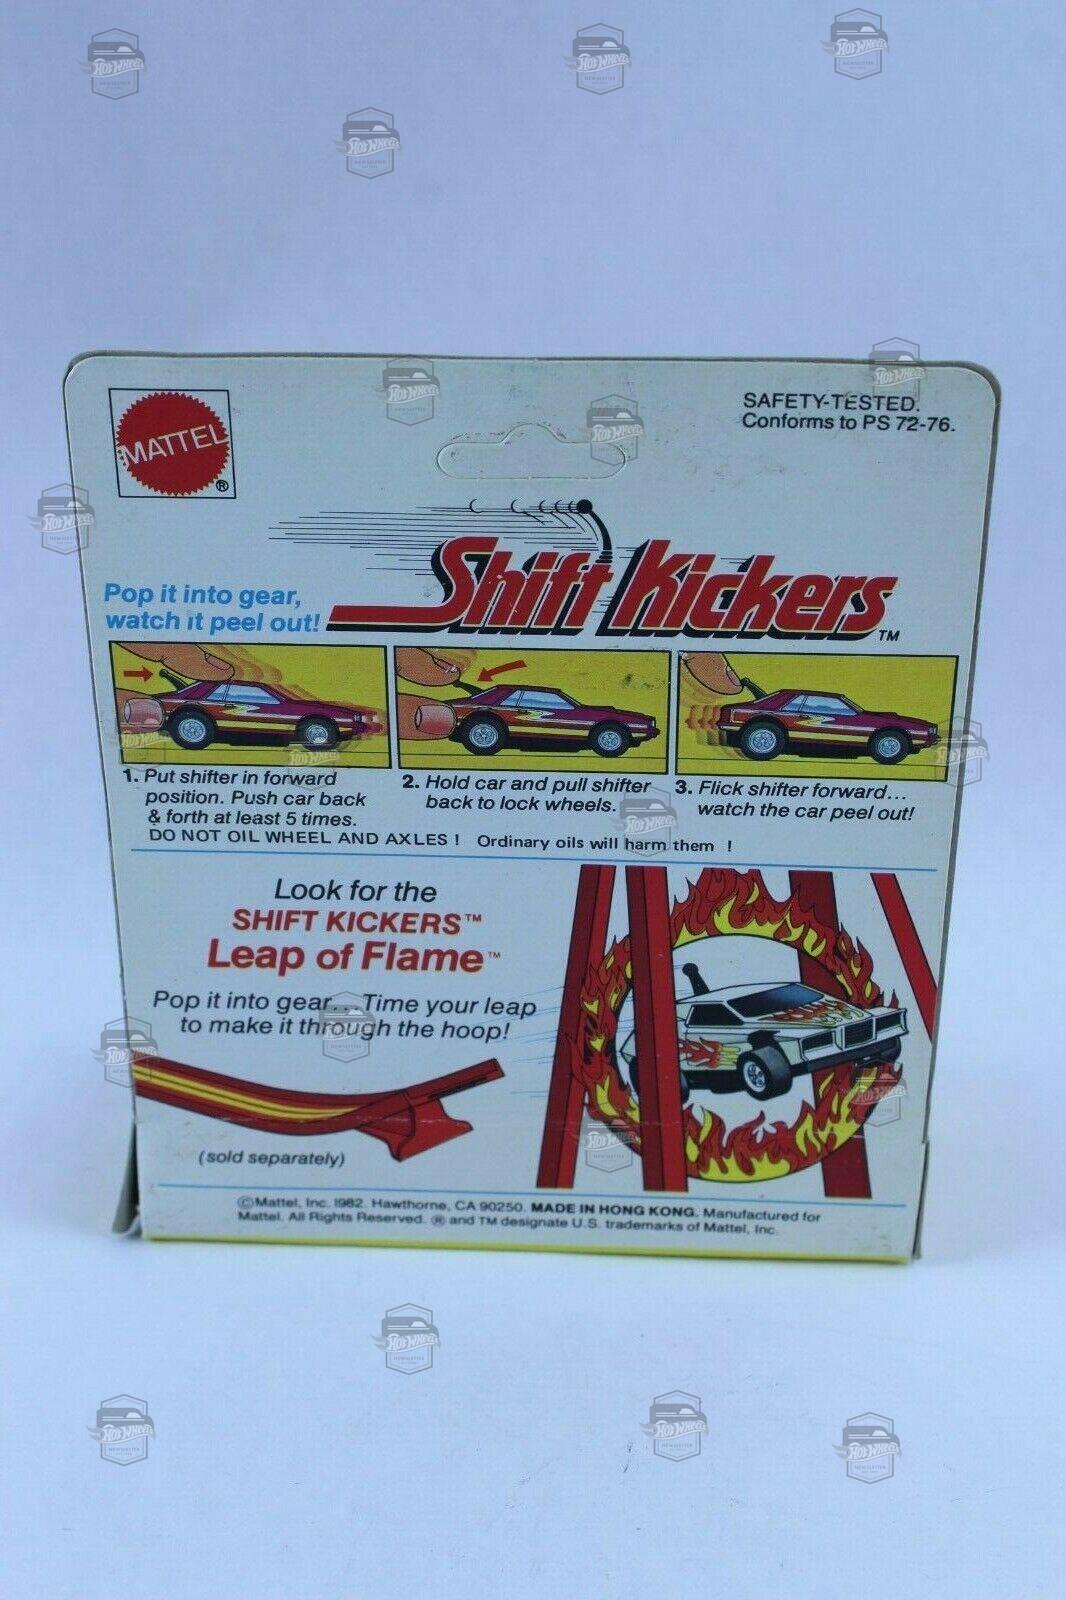 MATTEL
®
SAFETY-TESTED.
Conforms to PS 72-76.
Shift Kickers™
Pop it into gear,
watch it peel out!
1. Put shifter in forward
position. Push car back
& forth at least 5 times.
2. Hold car and pull shifter
back to lock wheels.
3. Flick shifter forward...
watch the car peel out!
DO NOT OIL WHEEL AND AXLES ! Ordinary oils will harm them !
Look for the
SHIFT KICKERS™
Leap of Flame™
Pop it into gear... Time your leap
to make it through the hoop!
(sold separately)
©Mattel, Inc. 1982. Hawthorne, CA 90250. MADE IN HONG KONG. Manufactured for
Mattel. All Rights Reserved. ® and TM designate U.S. trademarks of Mattel, Inc.